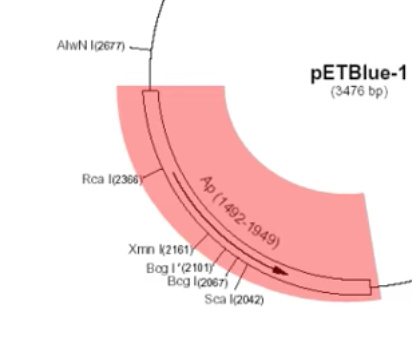 AlwN I(2677)
pETBlue-1
(3476 bp)
Rca I(2366)
Ap (1492-1949)
Xmn I(2161)
Bcg I*(2101)
Bcg I(2067)
Sca I(2042)